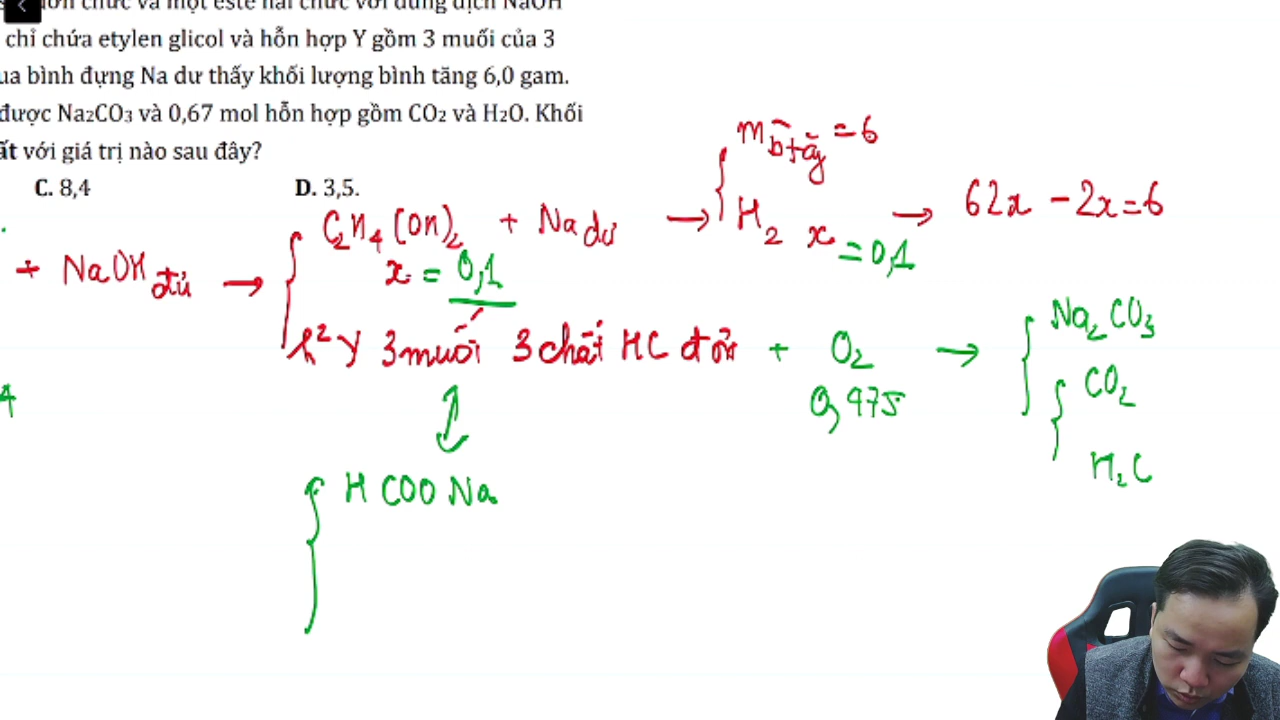 đơn chức và một este hai chức với dung dịch NaOH
chỉ chứa etylen glicol và hỗn hợp Y gồm 3 muối của 3
ua bình đựng Na dư thấy khối lượng bình tăng 6,0 gam.
được Na₂CO₃ và 0,67 mol hỗn hợp gồm CO₂ và H₂O. Khối
ất với giá trị nào sau đây?
C. 8,4 D. 3,5.
m b tăng = 6
C₂H₄(OH)₂ + Na dư → H₂ x = 0,1 → 62x - 2x = 6
x = 0,1
+ NaOH đủ →
h² Y 3 muối 3 chất HC đơn + O₂ → Na₂CO₃
0,975
CO₂
H₂C
4
HCOONa